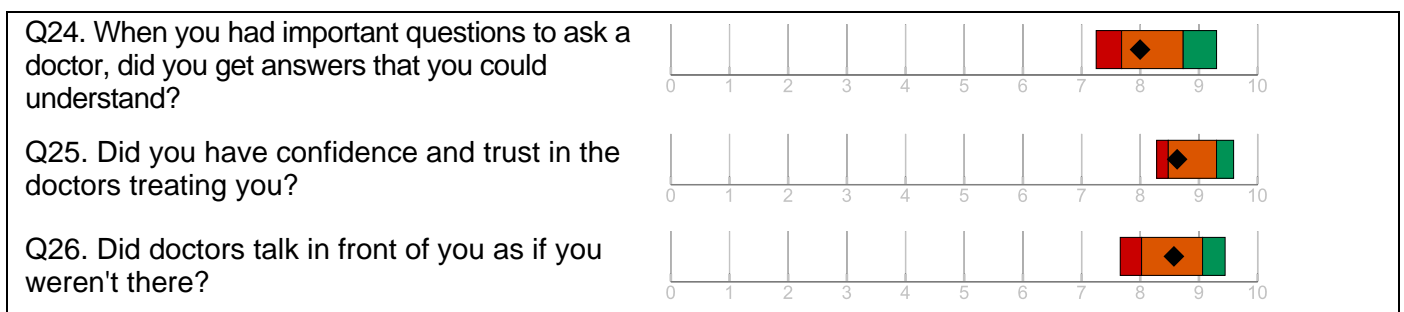 Q24. When you had important questions to ask a
doctor, did you get answers that you could
understand?
0 1 2 3 4 5 6 7 8 9 10
Q25. Did you have confidence and trust in the
doctors treating you?
0 1 2 3 4 5 6 7 8 9 10
Q26. Did doctors talk in front of you as if you
weren't there?
0 1 2 3 4 5 6 7 8 9 10